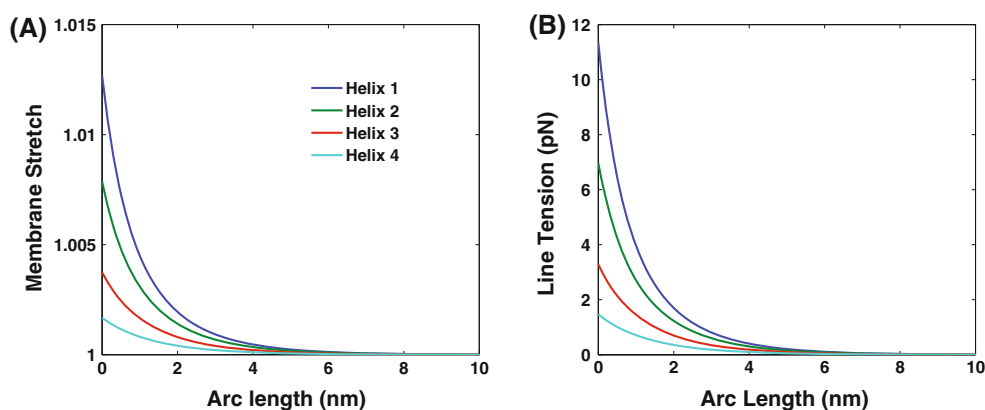 (A)
1.015
1.01
1.005
1
Membrane Stretch
Helix 1
Helix 2
Helix 3
Helix 4
0 2 4 6 8 10
Arc length (nm)
(B)
12
10
8
6
4
2
0
Line Tension (pN)
0 2 4 6 8 10
Arc Length (nm)